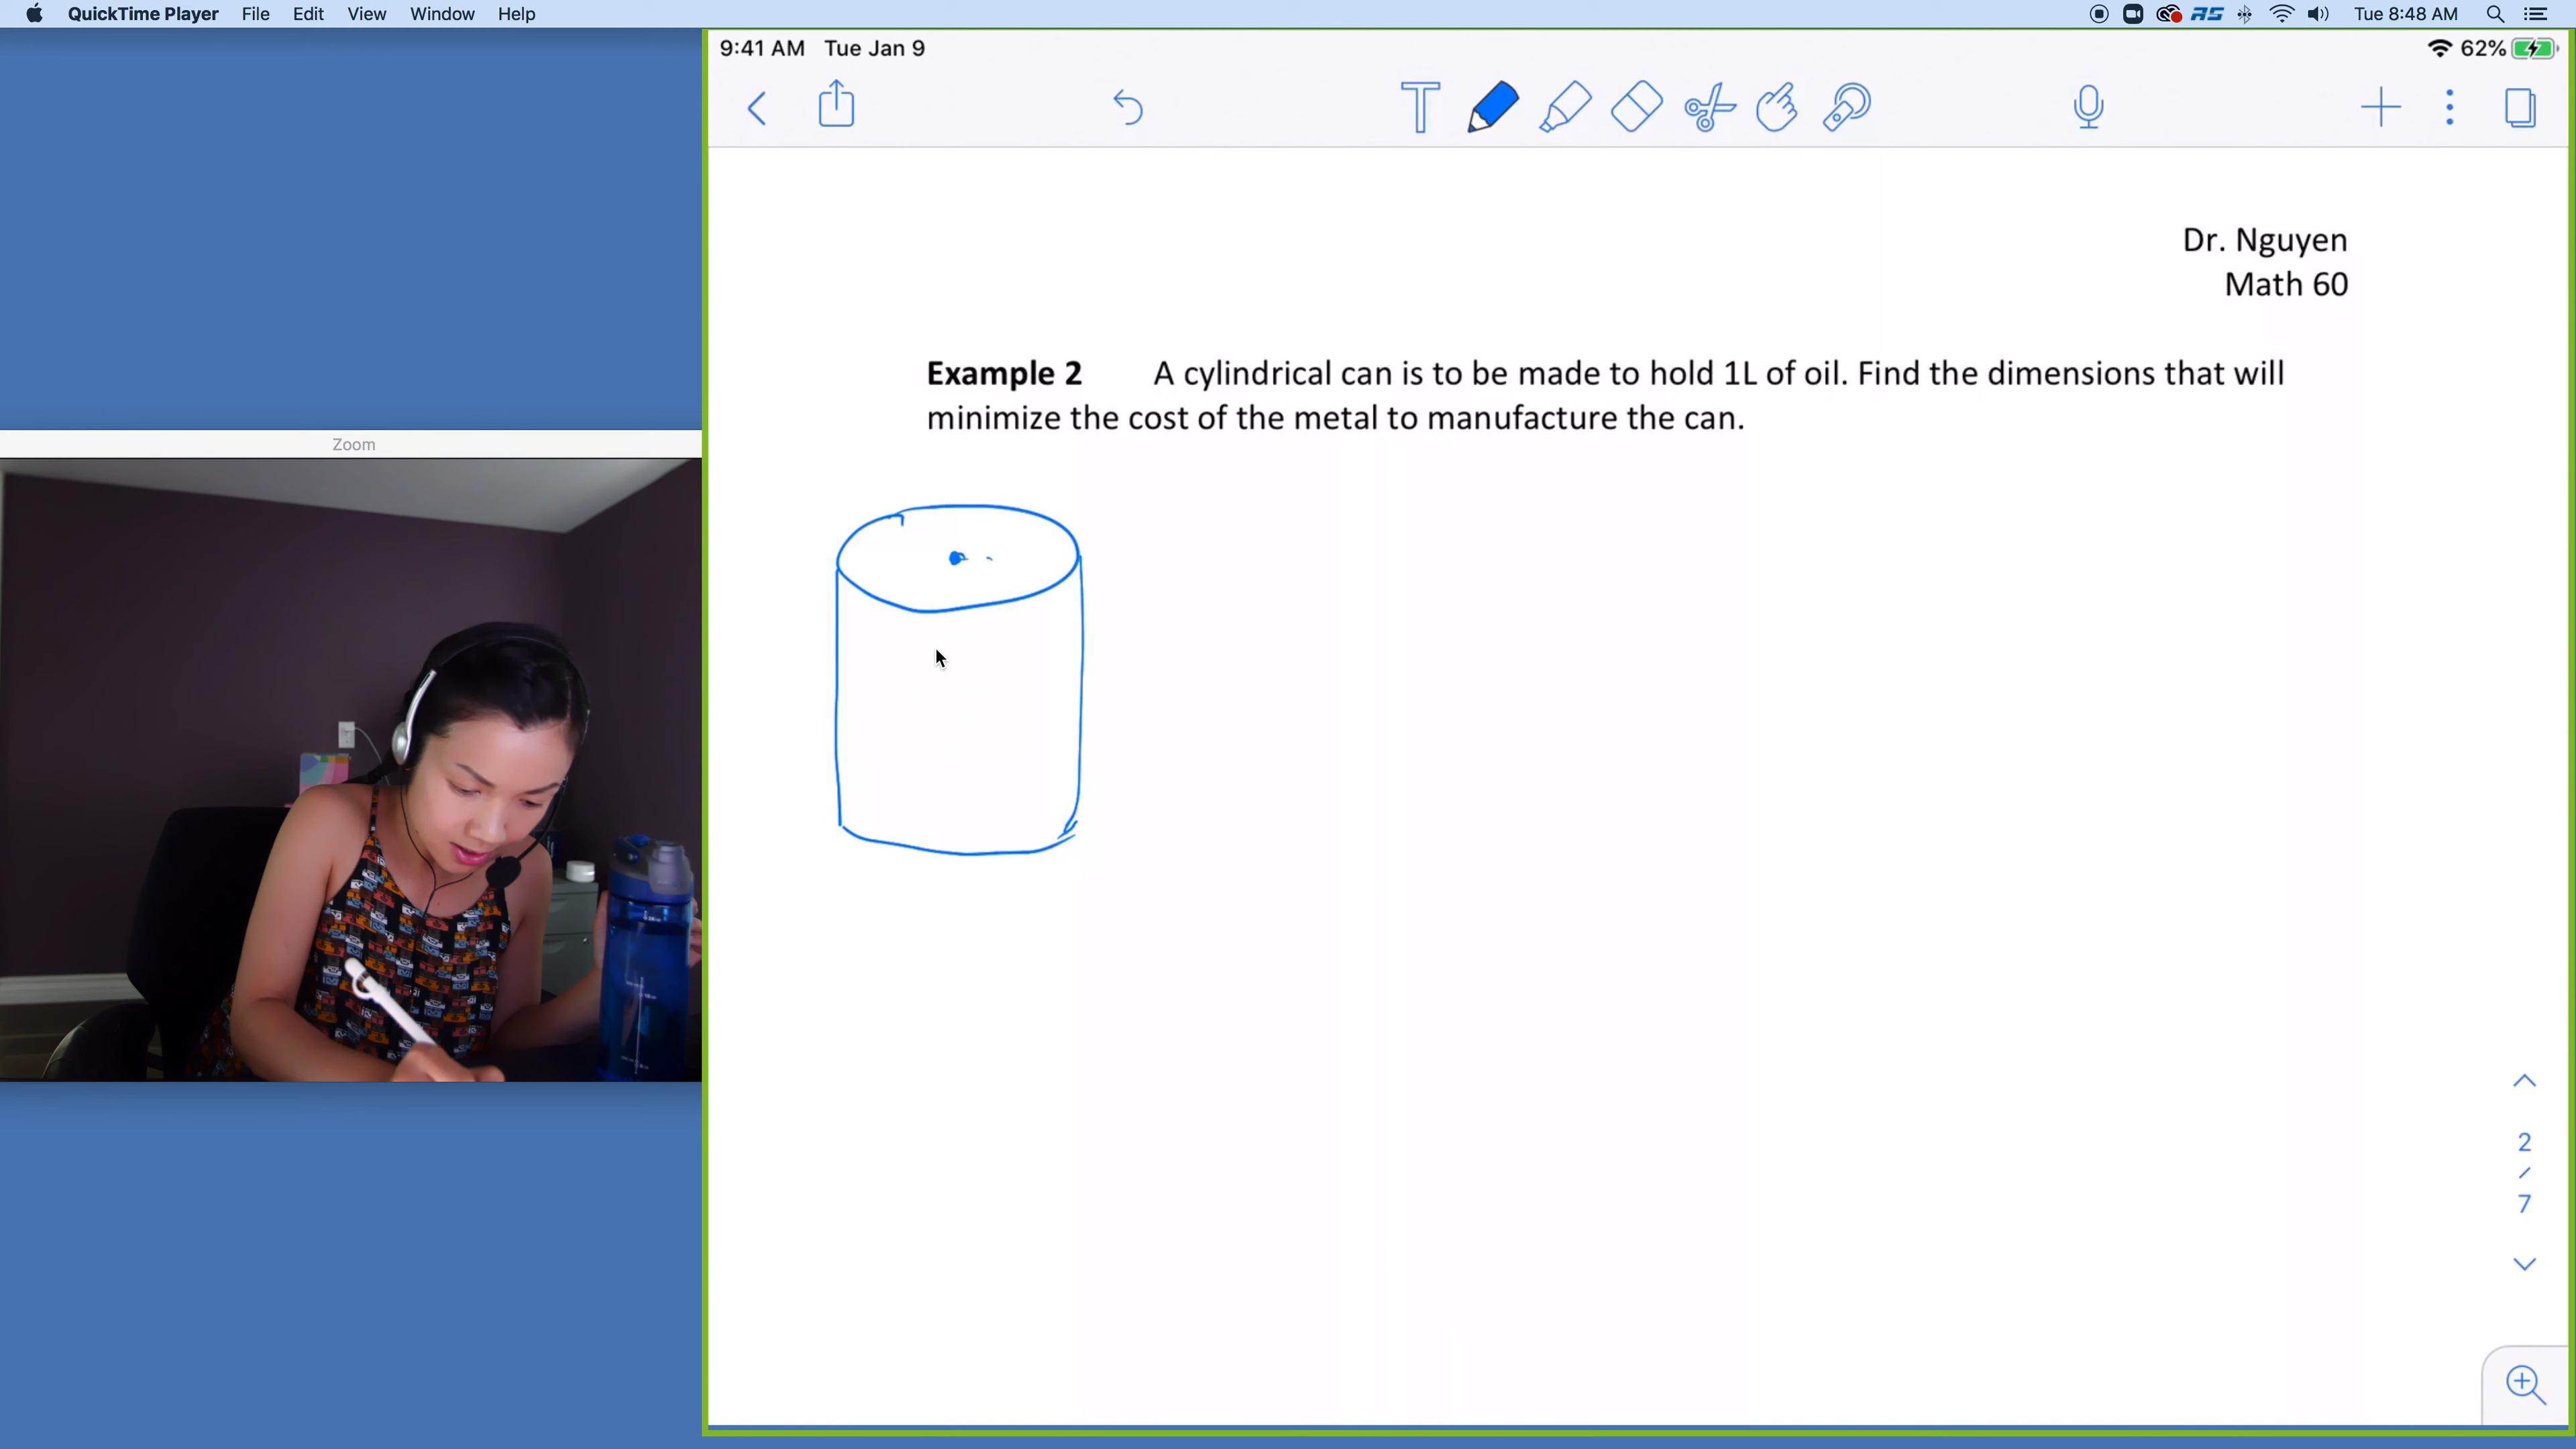 QuickTime Player File Edit View Window Help
Tue 8:48 AM
9:41 AM Tue Jan 9
62%
T
Zoom
Dr. Nguyen
Math 60
Example 2 A cylindrical can is to be made to hold 1L of oil. Find the dimensions that will
minimize the cost of the metal to manufacture the can.
2
/
7